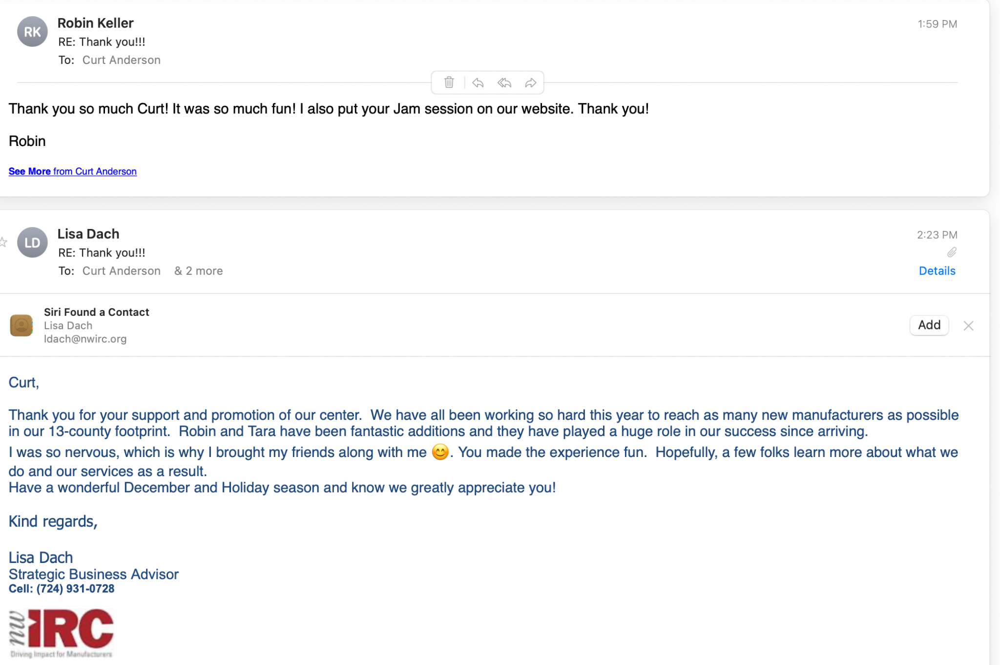 RK
Robin Keller
1:59 PM
RE: Thank you!!!
To: Curt Anderson
Thank you so much Curt! It was so much fun! I also put your Jam session on our website. Thank you!
Robin
See More from Curt Anderson
LD
Lisa Dach
2:23 PM
RE: Thank you!!!
To: Curt Anderson & 2 more
Details
Siri Found a Contact
Lisa Dach
ldach@nwirc.org
Add
Curt,
Thank you for your support and promotion of our center.  We have all been working so hard this year to reach as many new manufacturers as possible
in our 13-county footprint.  Robin and Tara have been fantastic additions and they have played a huge role in our success since arriving.
I was so nervous, which is why I brought my friends along with me 😊. You made the experience fun.  Hopefully, a few folks learn more about what we
do and our services as a result.
Have a wonderful December and Holiday season and know we greatly appreciate you!
Kind regards,
Lisa Dach
Strategic Business Advisor
Cell: (724) 931-0728
nw IRC
Driving Impact for Manufacturers